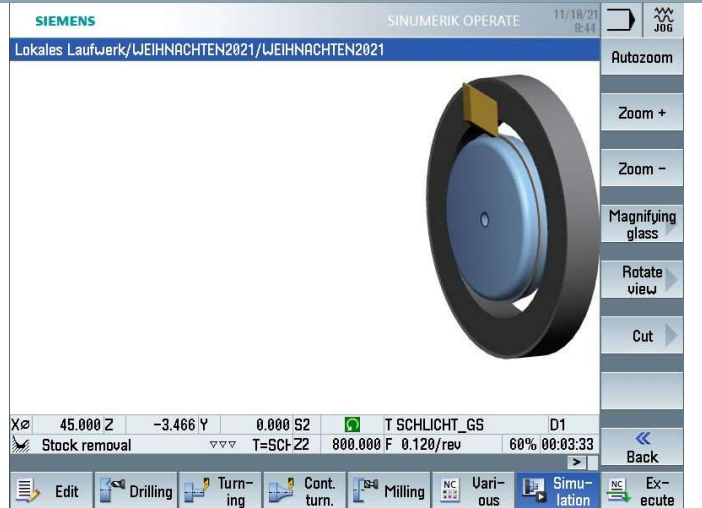 SIEMENS
SINUMERIK OPERATE
11/18/21
9:44
JOG
Lokales Laufwerk/WEIHNACHTEN2021/WEIHNACHTEN2021
Autozoom
Zoom +
Zoom -
Magnifying
glass
Rotate
view
Cut
XØ 45.000 Z -3.466 Y 0.000 S2 T SCHLICHT_GS D1
Stock removal ▽▽▽ T=SCH Z2 800.000 F 0.120/rev 60% 00:03:33
>
Back
Edit
Drilling
Turn-
ing
Cont.
turn.
Milling
NC
Vari-
ous
Simu-
lation
NC
Ex-
ecute